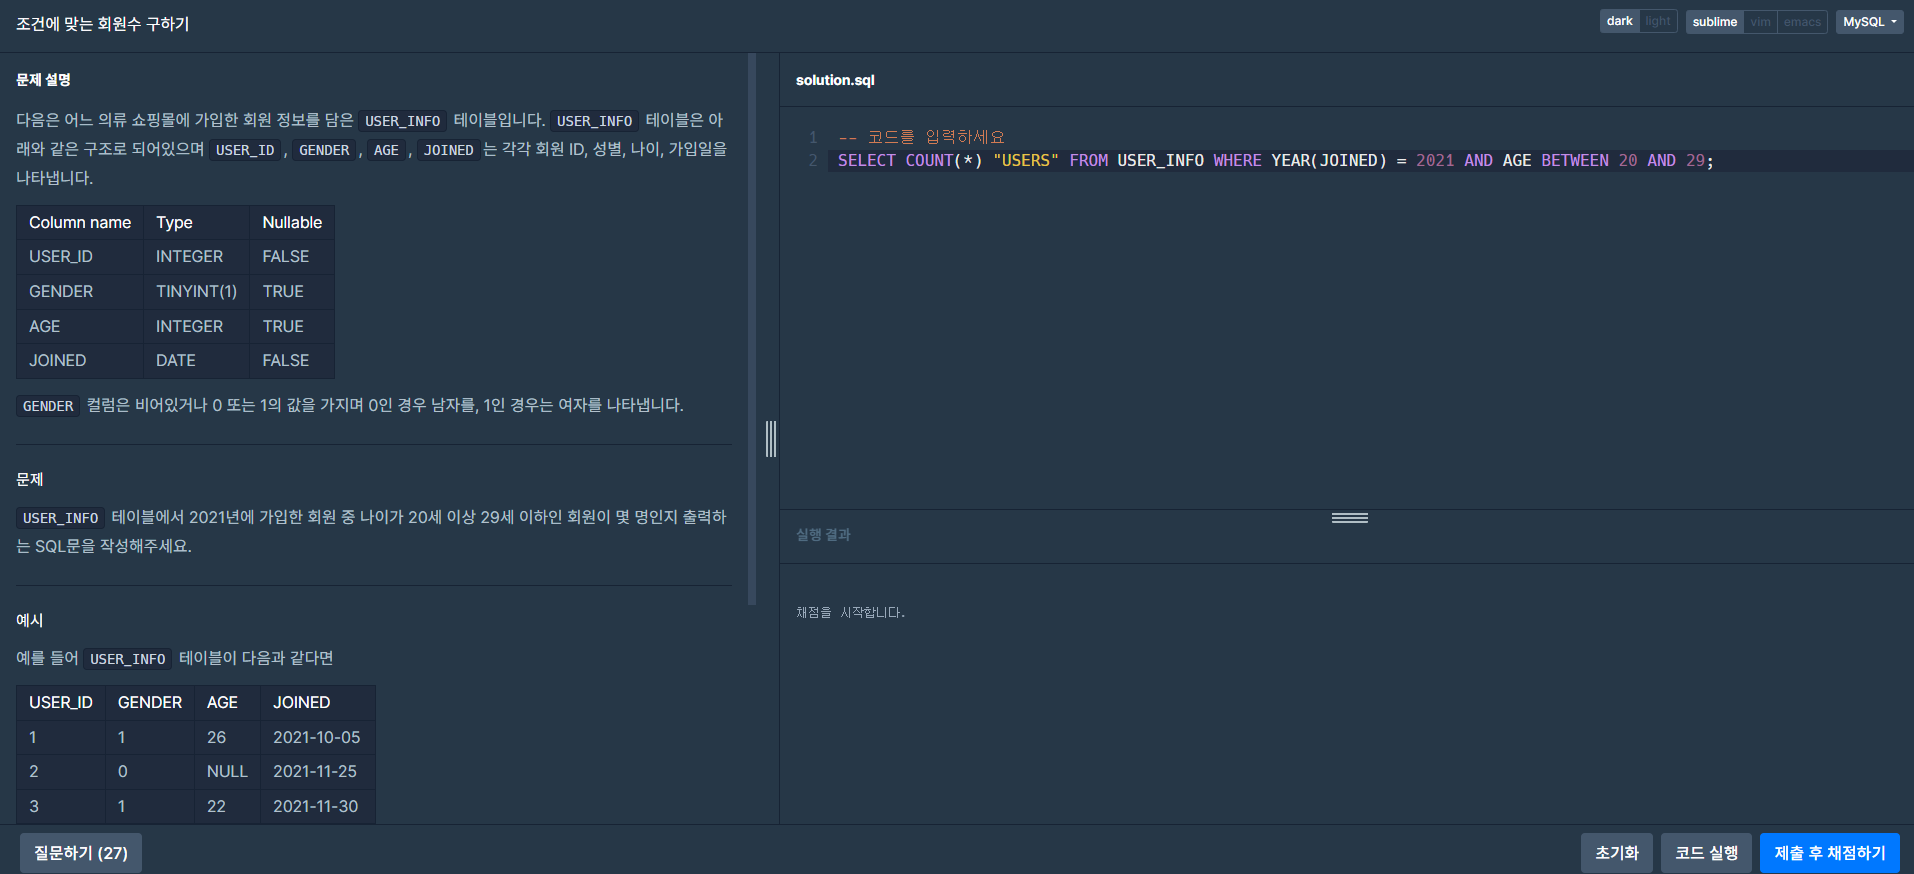 조건에 맞는 회원수 구하기
dark light sublime vim emacs MySQL
문제 설명
다음은 어느 의류 쇼핑몰에 가입한 회원 정보를 담은 USER_INFO 테이블입니다. USER_INFO 테이블은 아
래와 같은 구조로 되어있으며 USER_ID, GENDER, AGE, JOINED는 각각 회원 ID, 성별, 나이, 가입일을
나타냅니다.
Column name Type Nullable
USER_ID INTEGER FALSE
GENDER TINYINT(1) TRUE
AGE INTEGER TRUE
JOINED DATE FALSE
GENDER 컬럼은 비어있거나 0 또는 1의 값을 가지며 0인 경우 남자를, 1인 경우는 여자를 나타냅니다.
문제
USER_INFO 테이블에서 2021년에 가입한 회원 중 나이가 20세 이상 29세 이하인 회원이 몇 명인지 출력하
는 SQL문을 작성해주세요.
예시
예를 들어 USER_INFO 테이블이 다음과 같다면
USER_ID GENDER AGE JOINED
1 1 26 2021-10-05
2 0 NULL 2021-11-25
3 1 22 2021-11-30
solution.sql
1 -- 코드를 입력하세요
2 SELECT COUNT(*) "USERS" FROM USER_INFO WHERE YEAR(JOINED) = 2021 AND AGE BETWEEN 20 AND 29;
실행 결과
채점을 시작합니다.
질문하기 (27)
초기화 코드 실행 제출 후 채점하기